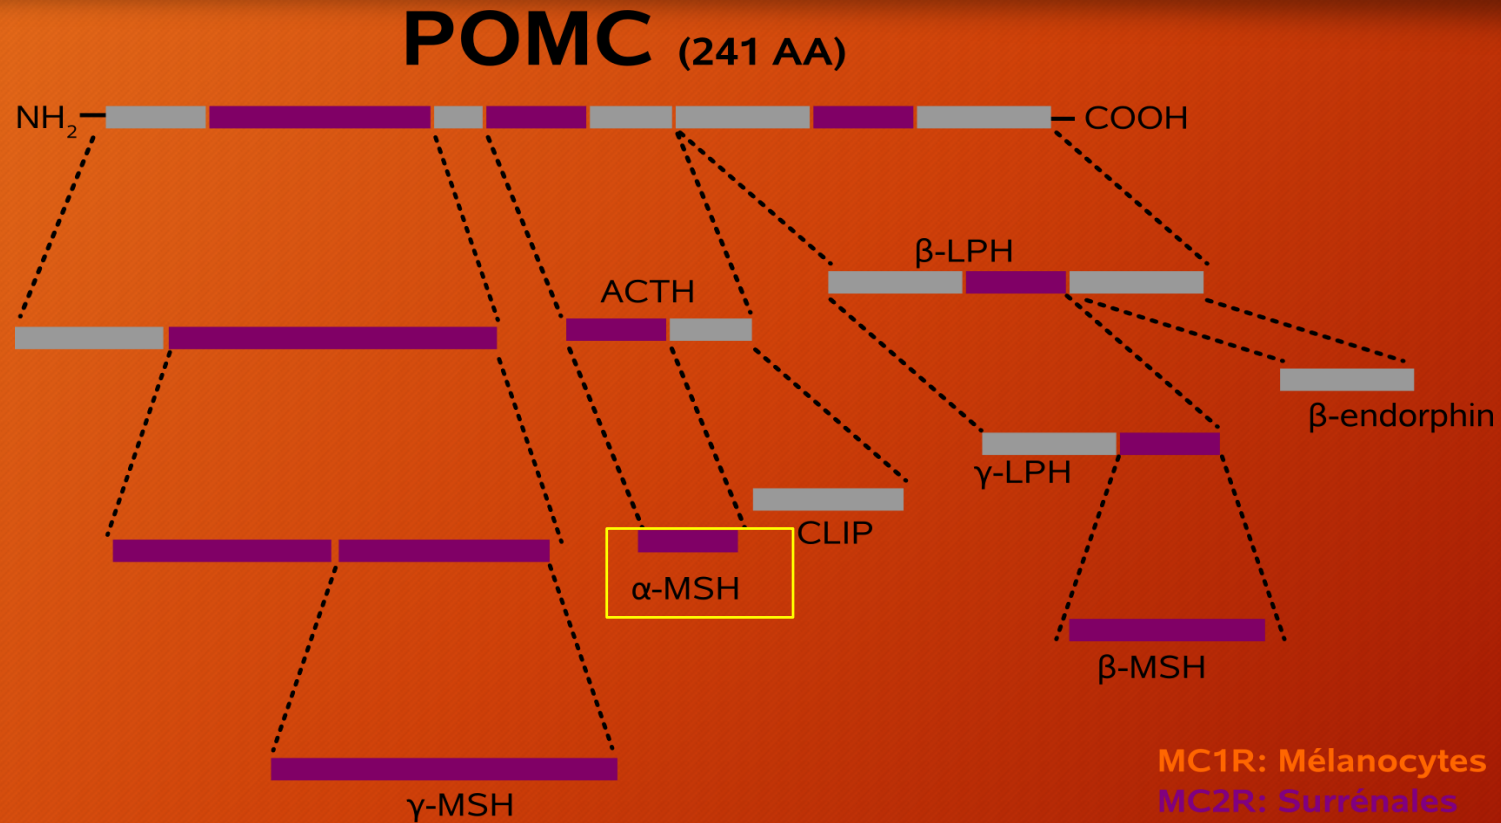 POMC (241 AA)
NH2
COOH
β-LPH
ACTH
β-endorphin
γ-LPH
CLIP
α-MSH
β-MSH
γ-MSH
MC1R: Mélanocytes
MC2R: Surrénales